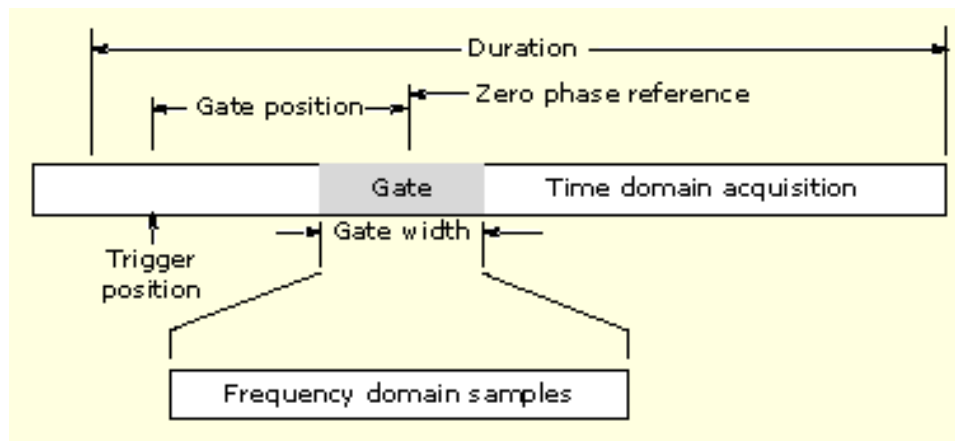 Duration
Zero phase reference
Gate position
Gate
Time domain acquisition
Gate width
Trigger
position
Frequency domain samples